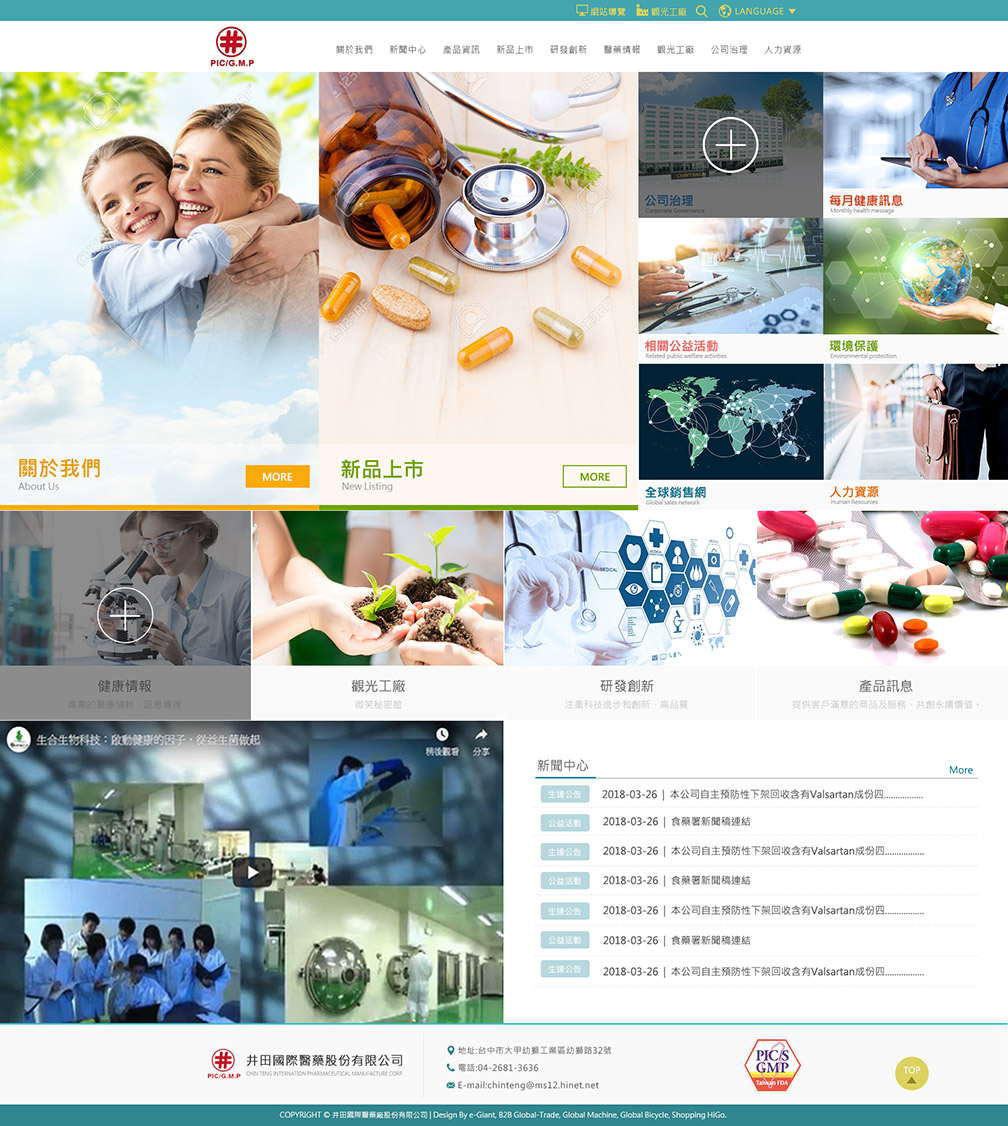 網站導覽 觀光工廠 LANGUAGE
PIC/G.M.P
關於我們 新聞中心 產品資訊 新品上市 研發創新 醫藥情報 觀光工廠 公司治理 人力資源
公司治理
Corporate Governance
每月健康訊息
Monthly health message
相關公益活動
Related public welfare activities
環境保護
Environmental protection
關於我們
About Us
MORE
新品上市
New Listing
MORE
全球銷售網
Global sales network
人力資源
Human Resources
MEDICAL
健康情報
專業的醫療情報、訊息傳達
觀光工廠
微笑秘密館
研發創新
注重科技進步和創新、高品質
產品訊息
提供客戶滿意的商品及服務、共創永續價值。
生合生物科技：啟動健康的因子，從益生菌做起
稍後觀看 分享
新聞中心
More
生達公告 2018-03-26 | 本公司自主預防性下架回收含有Valsartan成份四.................
公益活動 2018-03-26 | 食藥署新聞稿連結
生達公告 2018-03-26 | 本公司自主預防性下架回收含有Valsartan成份四.................
公益活動 2018-03-26 | 食藥署新聞稿連結
生達公告 2018-03-26 | 本公司自主預防性下架回收含有Valsartan成份四.................
公益活動 2018-03-26 | 食藥署新聞稿連結
生達公告 2018-03-26 | 本公司自主預防性下架回收含有Valsartan成份四.................
PIC/G.M.P
井田國際醫藥股份有限公司
CHIN TENG INTERNATION PHARMACEUTICAL MANUFACTURE CORP.
地址:台中市大甲幼獅工業區幼獅路32號
電話:04-2681-3636
E-mail:chinteng@ms12.hinet.net
PIC/S
GMP
Taiwan FDA
TOP
COPYRIGHT © 井田國際醫藥廠股份有限公司 | Design By e-Giant, B2B Global-Trade, Global Machine, Global Bicycle, Shopping HiGo.